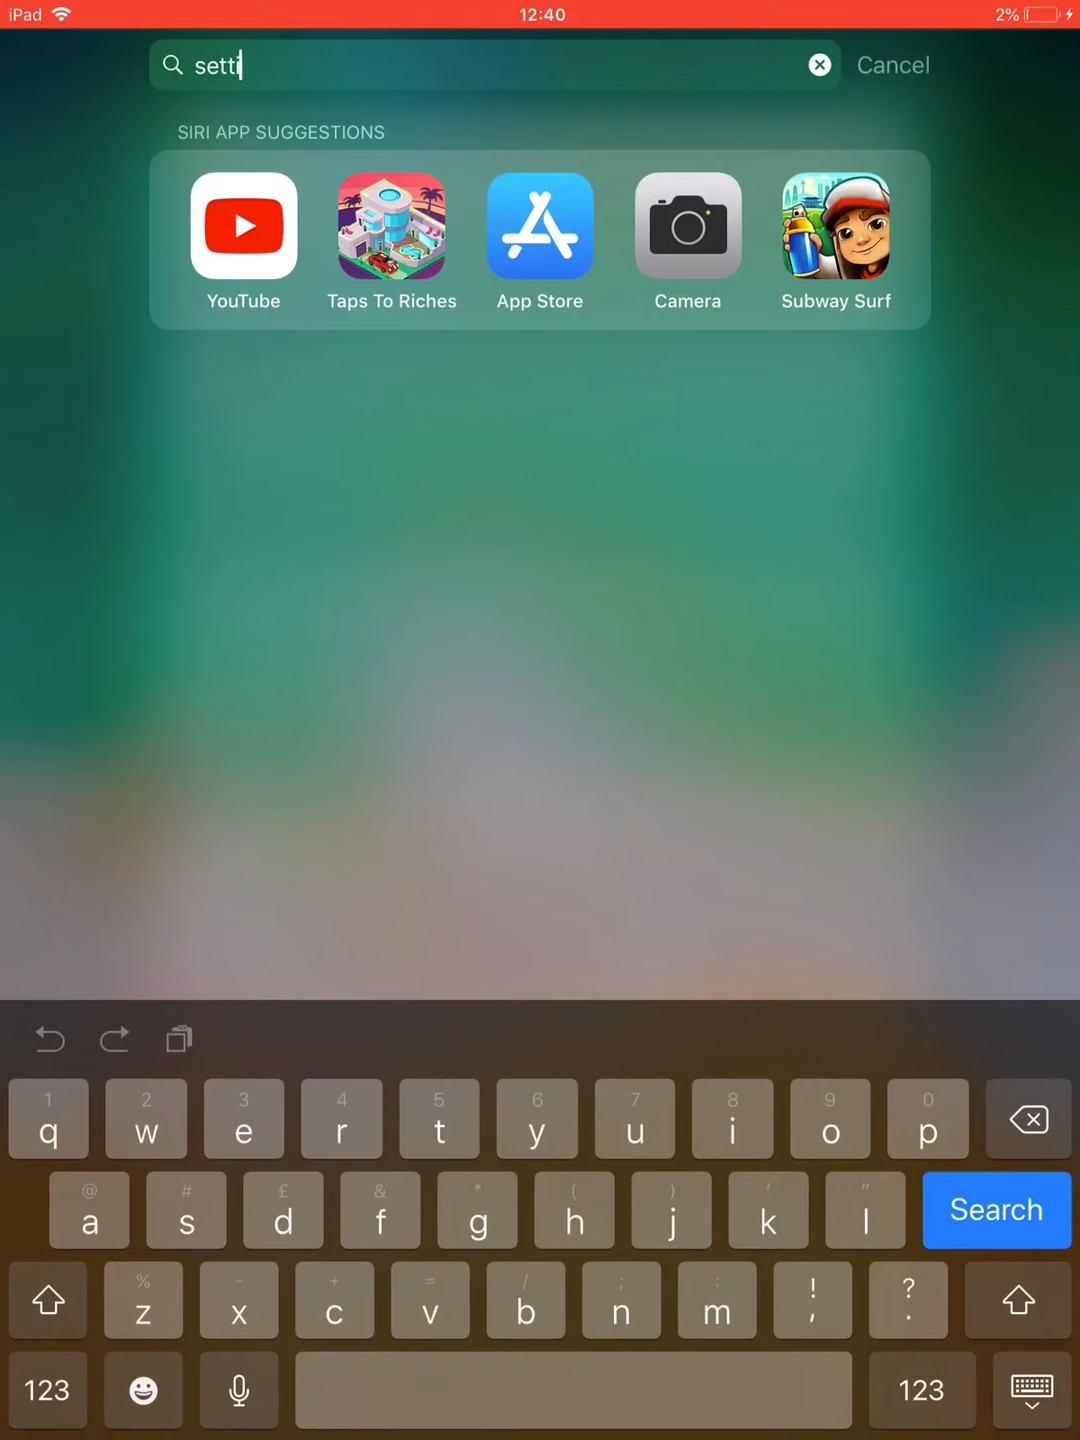 iPad 12:40 2%
setti Cancel
SIRI APP SUGGESTIONS
YouTube Taps To Riches App Store Camera Subway Surf
1 2 3 4 5 6 7 8 9 0
q w e r t y u i o p
@ # £ & * ( ) ' "
a s d f g h j k l Search
% - + = / ; : ! ?
z x c v b n m , .
123 123